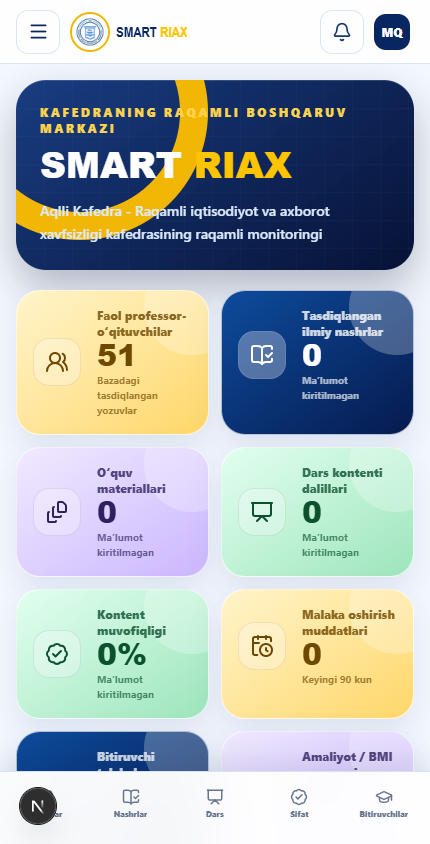 SMART RIAX
MQ
KAFEDRANING RAQAMLI BOSHQARUV
MARKAZI
SMART RIAX
Aqlli Kafedra - Raqamli iqtisodiyot va axborot
xavfsizligi kafedrasining raqamli monitoringi
Faol professor-
o‘qituvchilar
51
Bazadagi
tasdiqlangan
yozuvlar
Tasdiqlangan
ilmiy nashrlar
0
Ma’lumot
kiritilmagan
O‘quv
materiallari
0
Ma’lumot
kiritilmagan
Dars kontenti
dalillari
0
Ma’lumot
kiritilmagan
Kontent
muvofiqligi
0%
Ma’lumot
kiritilmagan
Malaka oshirish
muddatlari
0
Keyingi 90 kun
Bitiruvchi
Amaliyot / BMI
N
Nashrlar
Dars
Sifat
Bitiruvchilar